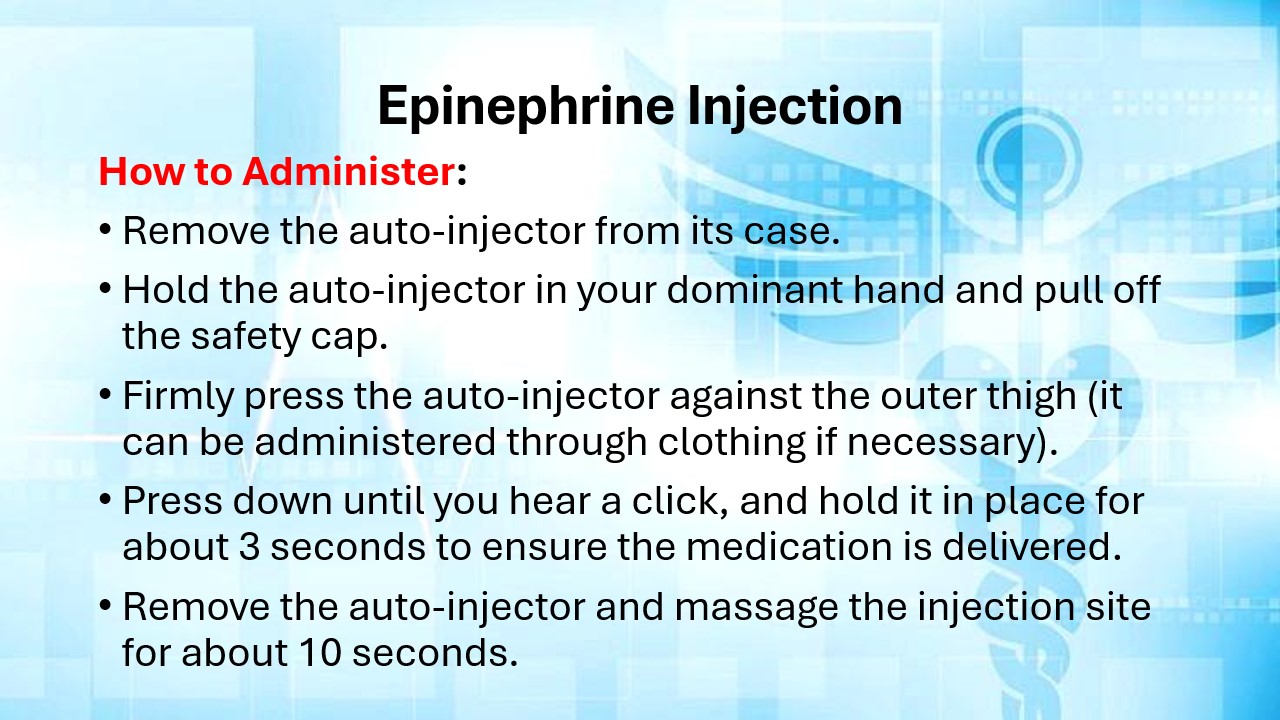 Epinephrine Injection
How to Administer:
• Remove the auto-injector from its case.
• Hold the auto-injector in your dominant hand and pull off
the safety cap.
• Firmly press the auto-injector against the outer thigh (it
can be administered through clothing if necessary).
• Press down until you hear a click, and hold it in place for
about 3 seconds to ensure the medication is delivered.
• Remove the auto-injector and massage the injection site
for about 10 seconds.